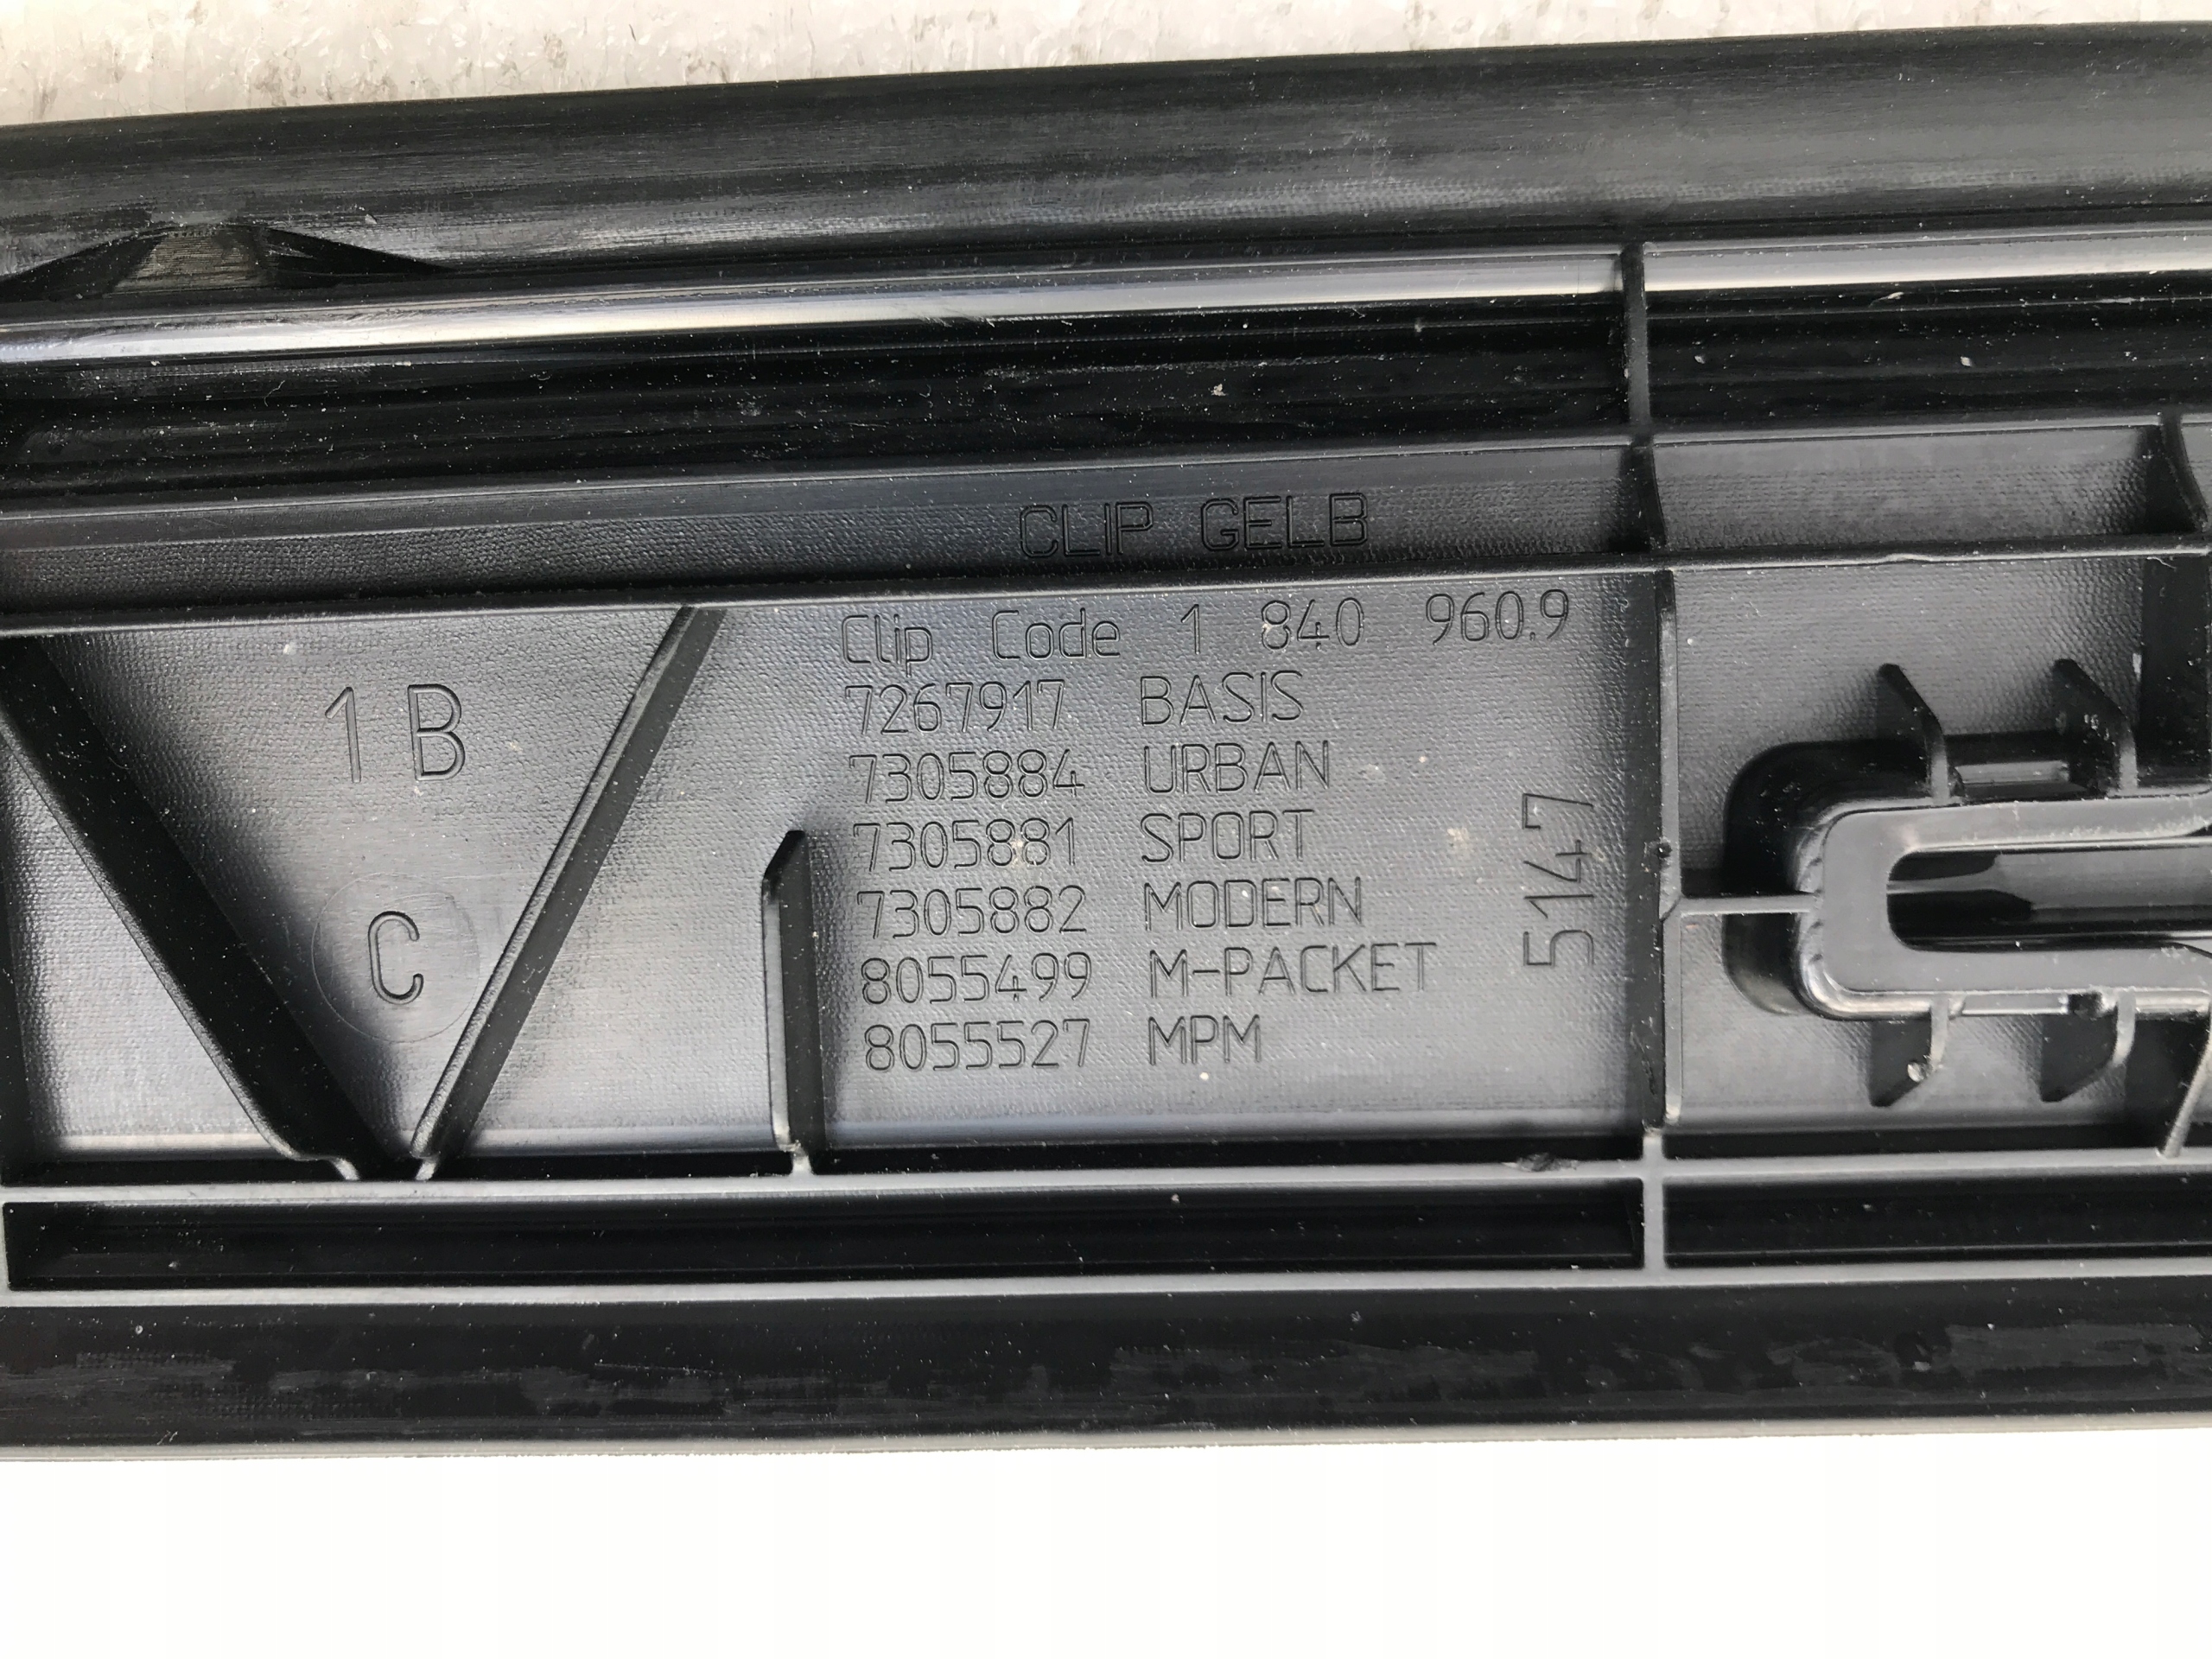 CLIP GELB
Clip Code 1 840 960.9
7267917 BASIS
7305884 URBAN
7305881 SPORT
7305882 MODERN
8055499 M-PACKET
8055527 MPM
5147
1 B
C